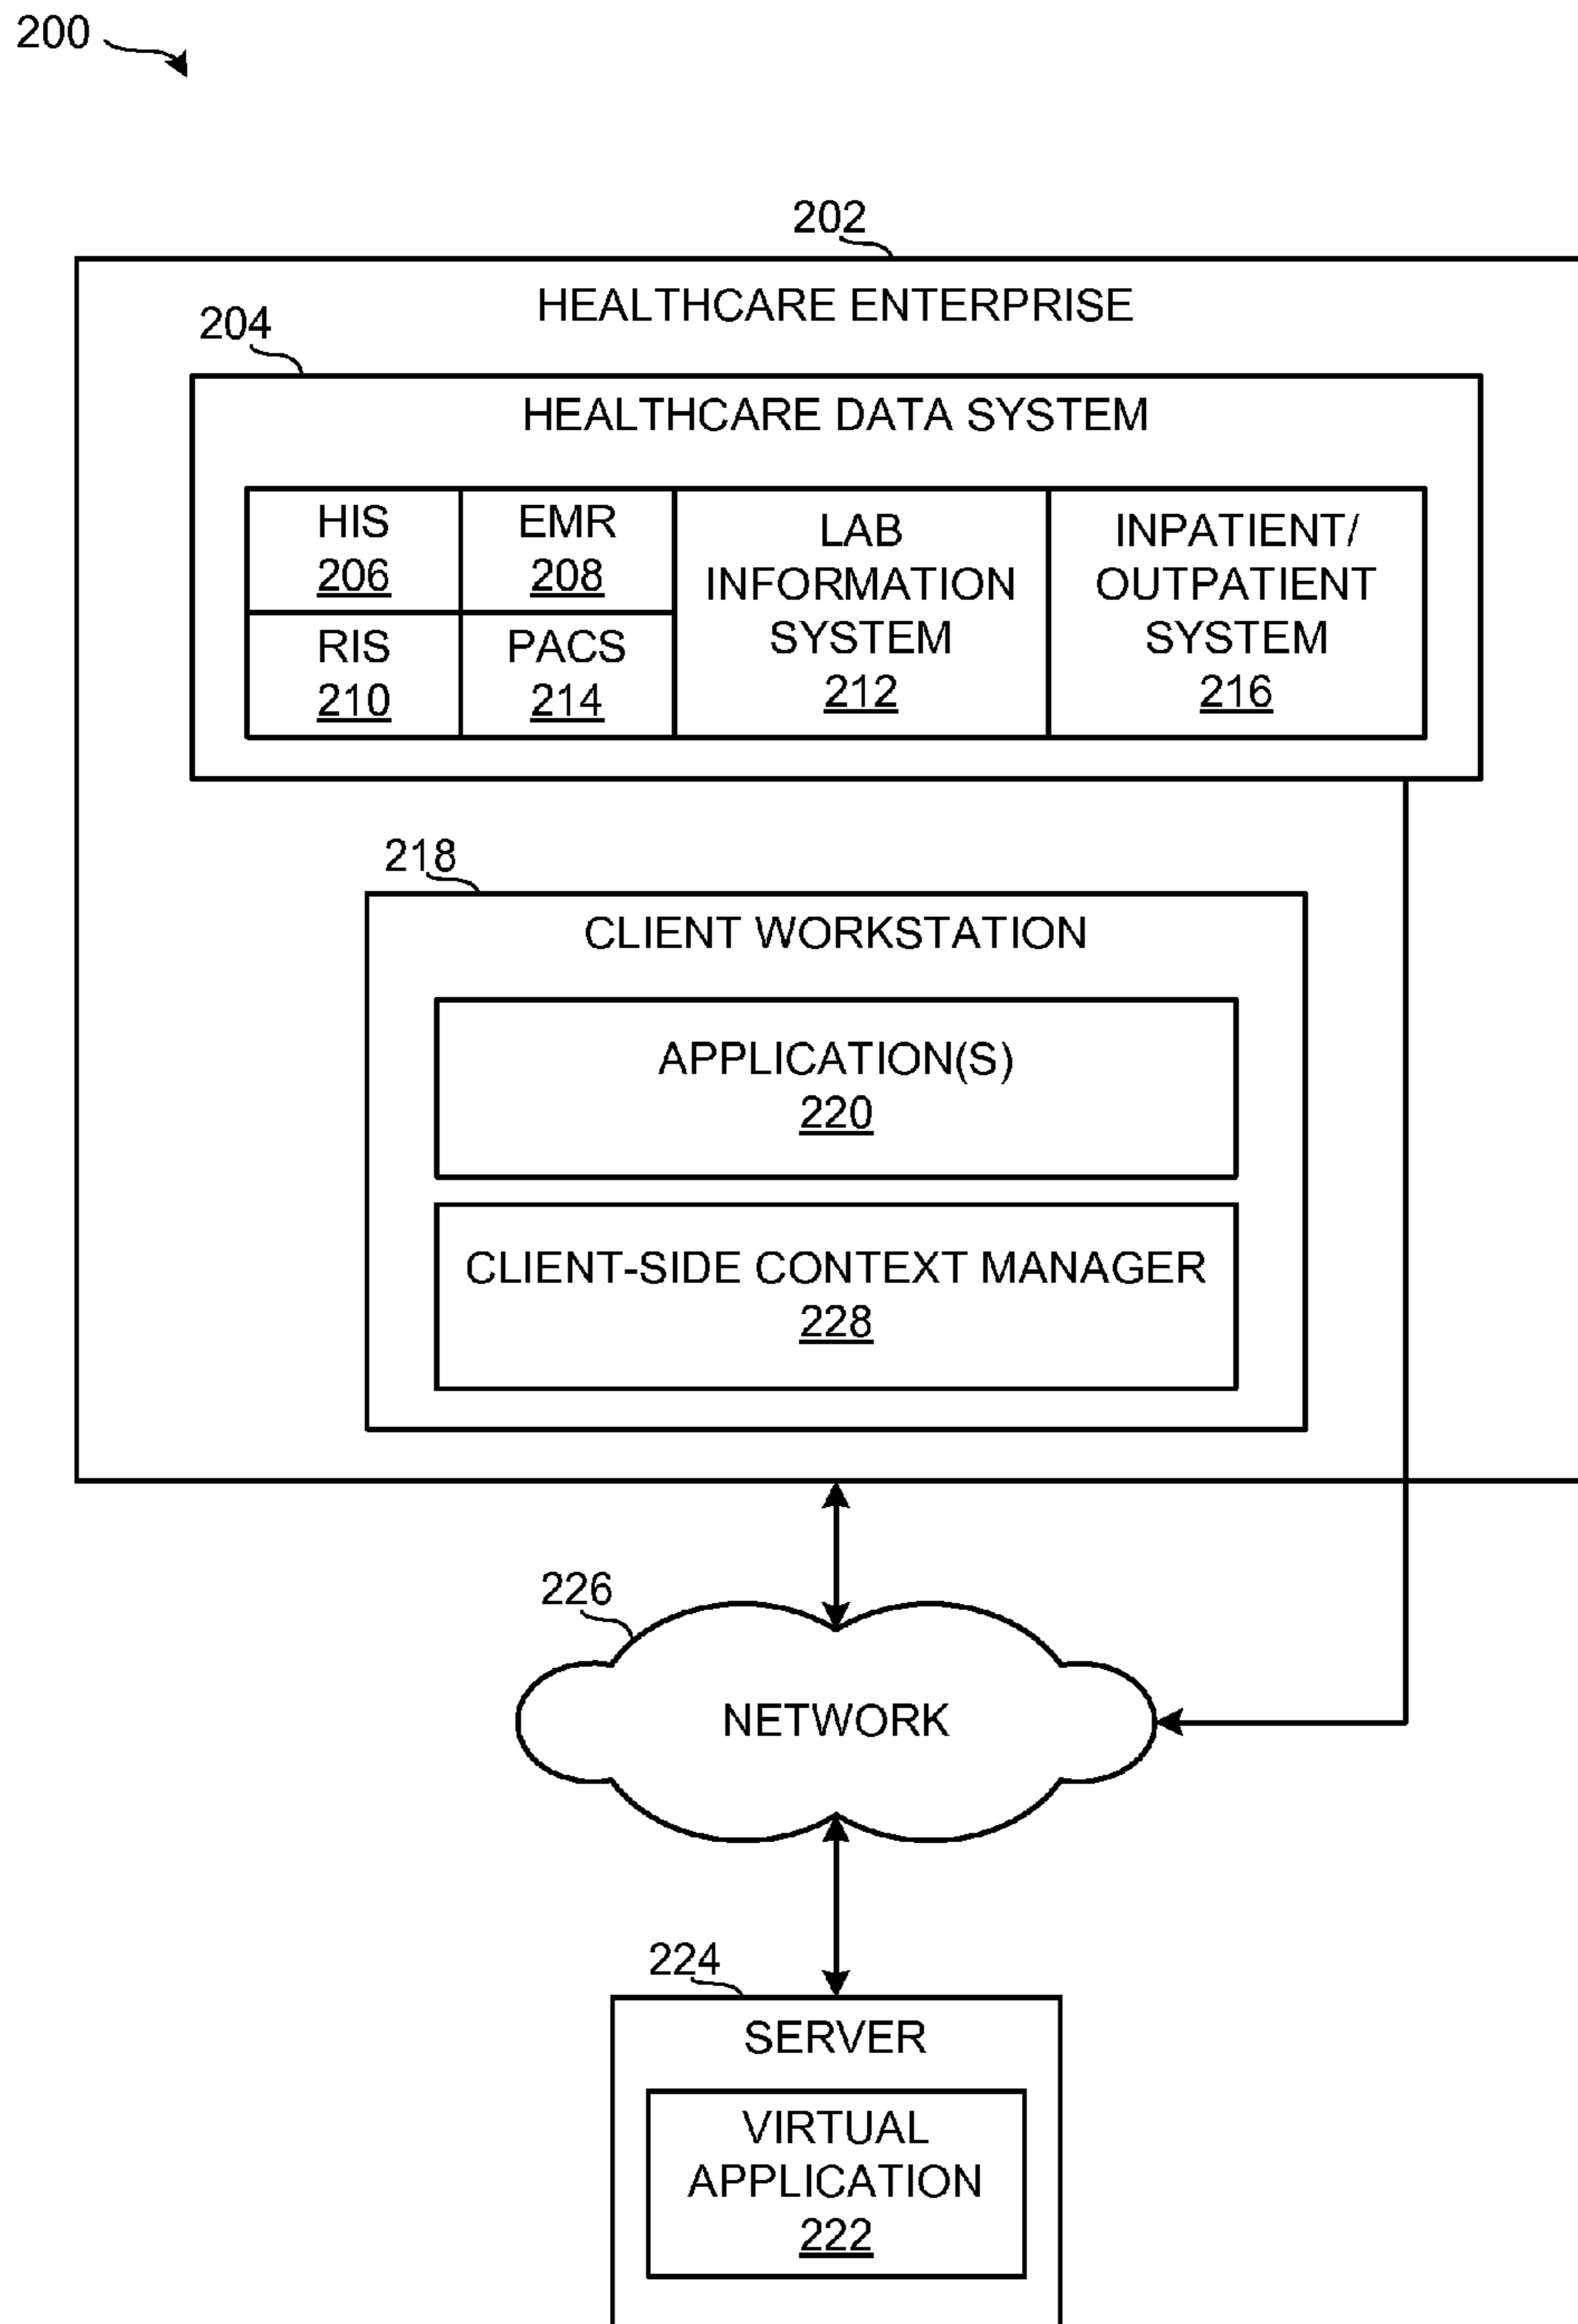 200
202
HEALTHCARE ENTERPRISE
204
HEALTHCARE DATA SYSTEM
HIS
206
EMR
208
RIS
210
PACS
214
LAB
INFORMATION
SYSTEM
212
INPATIENT/
OUTPATIENT
SYSTEM
216
218
CLIENT WORKSTATION
APPLICATION(S)
220
CLIENT-SIDE CONTEXT MANAGER
228
226
NETWORK
224
SERVER
VIRTUAL
APPLICATION
222